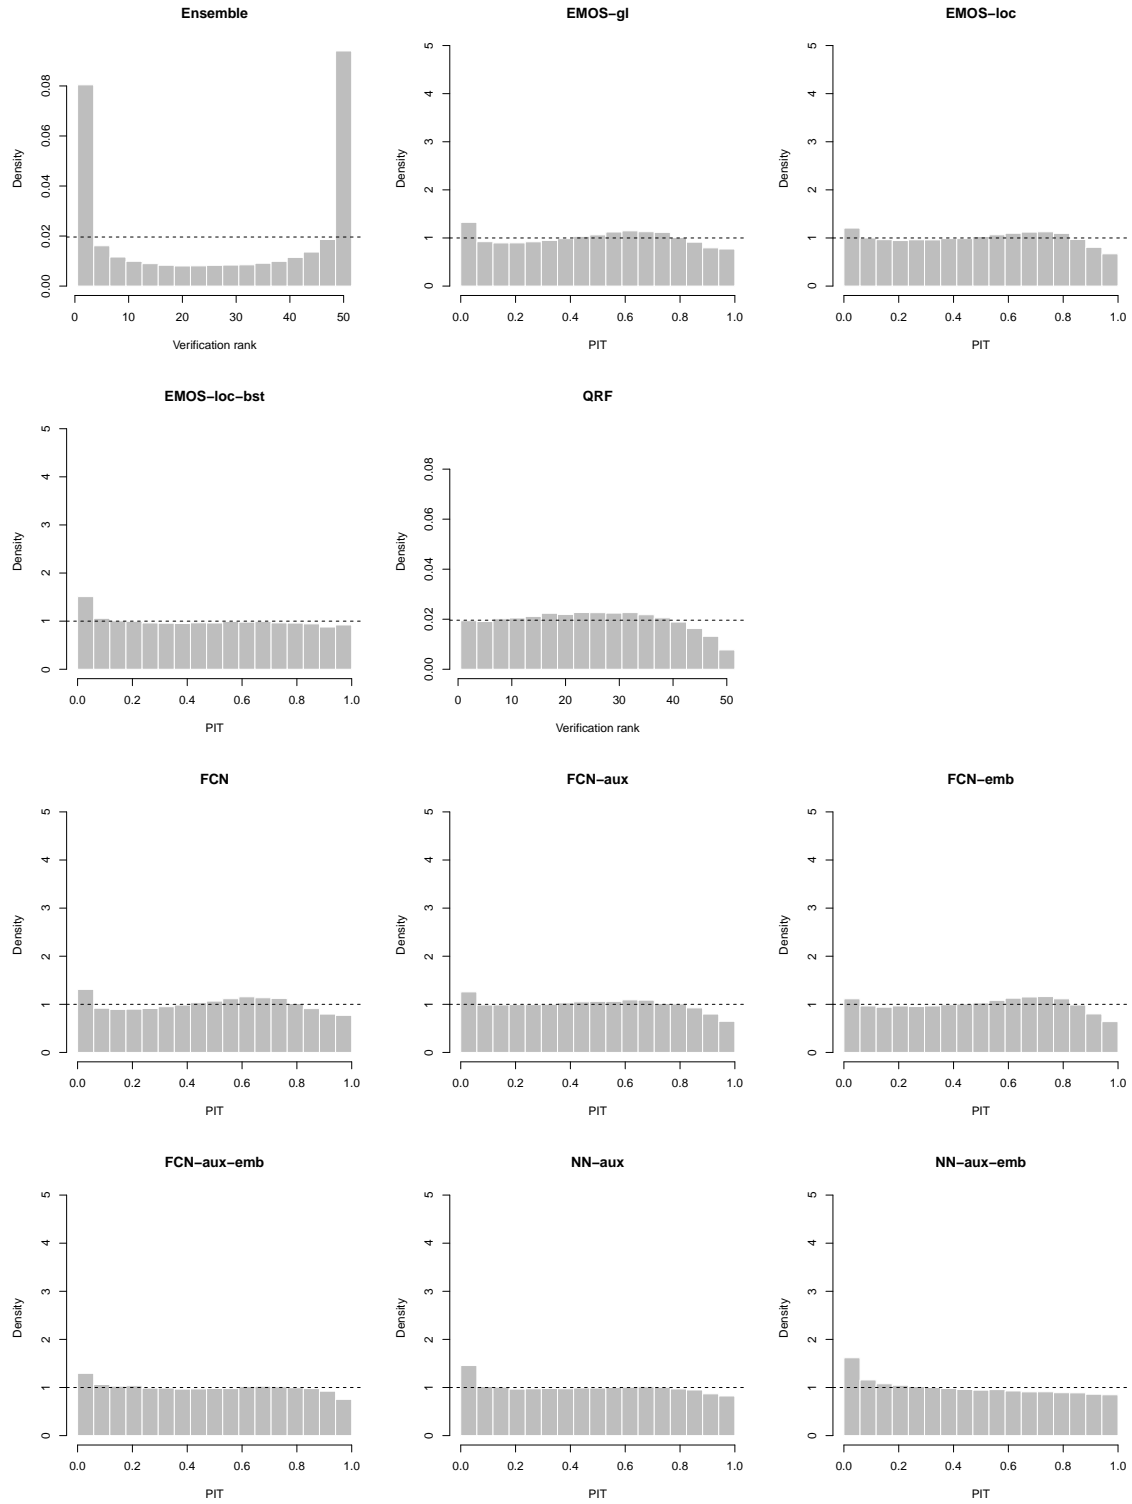 Ensemble
EMOS−gl
EMOS−loc
Density
0.00 0.02 0.04 0.06 0.08
0 10 20 30 40 50
Verification rank
Density
0 1 2 3 4 5
0.0 0.2 0.4 0.6 0.8 1.0
PIT
Density
0 1 2 3 4 5
0.0 0.2 0.4 0.6 0.8 1.0
PIT
EMOS−loc−bst
QRF
Density
0 1 2 3 4 5
0.0 0.2 0.4 0.6 0.8 1.0
PIT
Density
0.00 0.02 0.04 0.06 0.08
0 10 20 30 40 50
Verification rank
FCN
FCN−aux
FCN−emb
Density
0 1 2 3 4 5
0.0 0.2 0.4 0.6 0.8 1.0
PIT
Density
0 1 2 3 4 5
0.0 0.2 0.4 0.6 0.8 1.0
PIT
Density
0 1 2 3 4 5
0.0 0.2 0.4 0.6 0.8 1.0
PIT
FCN−aux−emb
NN−aux
NN−aux−emb
Density
0 1 2 3 4 5
0.0 0.2 0.4 0.6 0.8 1.0
PIT
Density
0 1 2 3 4 5
0.0 0.2 0.4 0.6 0.8 1.0
PIT
Density
0 1 2 3 4 5
0.0 0.2 0.4 0.6 0.8 1.0
PIT